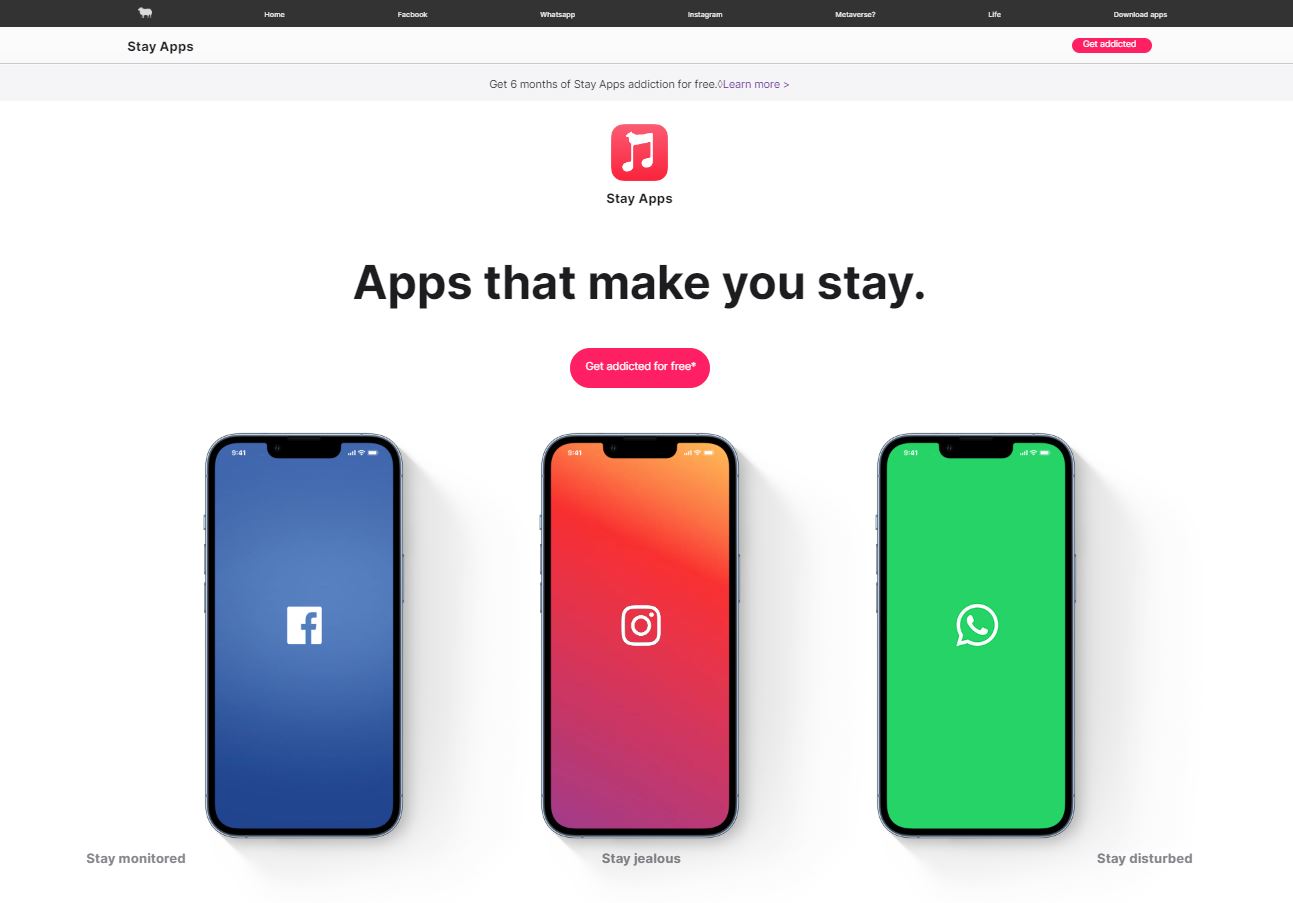 Home Facbook Whatsapp Instagram Metaverse? Life Download apps
Stay Apps Get addicted
Get 6 months of Stay Apps addiction for free.◊Learn more >
Stay Apps
Apps that make you stay.
Get addicted for free*
9:41 9:41 9:41
Stay monitored Stay jealous Stay disturbed